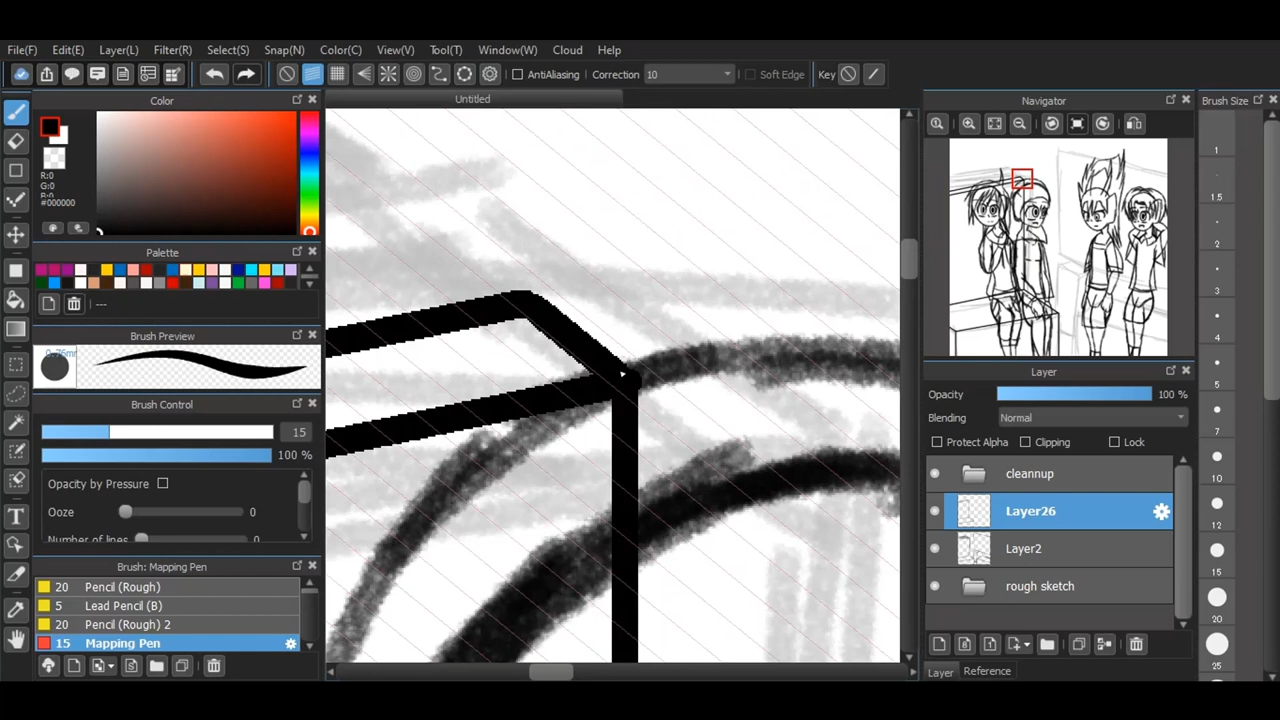 File(F) Edit(E) Layer(L) Filter(R) Select(S) Snap(N) Color(C) View(V) Tool(T) Window(W) Cloud Help
AntiAliasing Correction 10 Soft Edge Key
Color
Untitled
Navigator
Brush Size
R:0
G:0
B:0
#000000
Palette
---
Brush Preview
0.76mm
Brush Control
15
100 %
Opacity by Pressure
Ooze 0
Number of lines 0
Brush: Mapping Pen
20 Pencil (Rough)
5 Lead Pencil (B)
20 Pencil (Rough) 2
15 Mapping Pen
Layer
Opacity 100 %
Blending Normal
Protect Alpha Clipping Lock
cleannup
Layer26
Layer2
rough sketch
Layer Reference
1
1.5
2
3
4
5
7
10
12
15
20
25